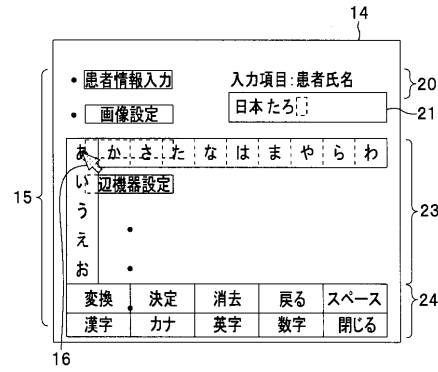 14
患者情報入力
入力項目:患者氏名
20
画像設定
日本 たろ
21
あ か さ た な は ま や ら わ
い
辺機器設定
15
23
う
え
お
変換 決定 消去 戻る スペース
24
漢字 カナ 英字 数字 閉じる
16